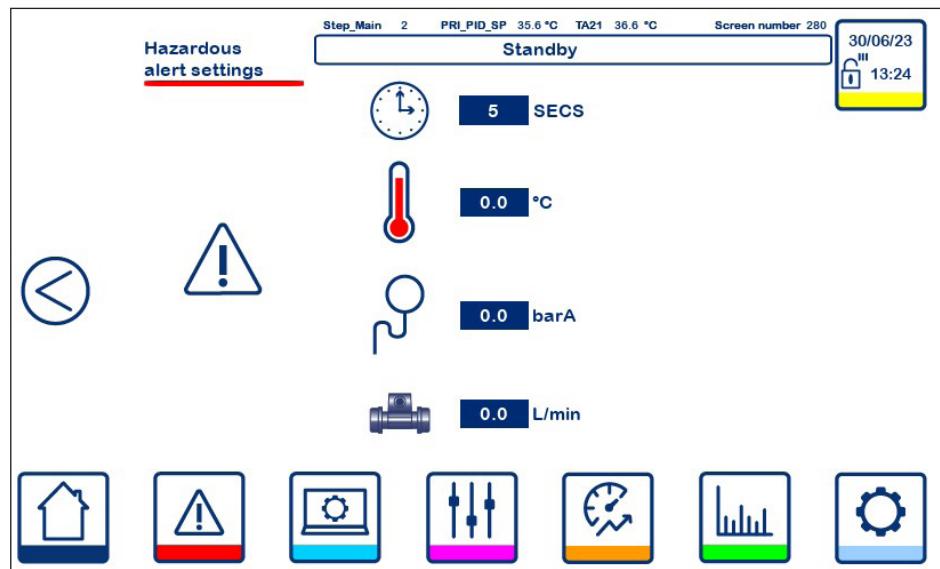 Step_Main 2 PRI_PID_SP 35.6 °C TA21 36.6 °C Screen number 280
Hazardous
alert settings
Standby
30/06/23
13:24
5 SECS
0.0 °C
0.0 barA
0.0 L/min